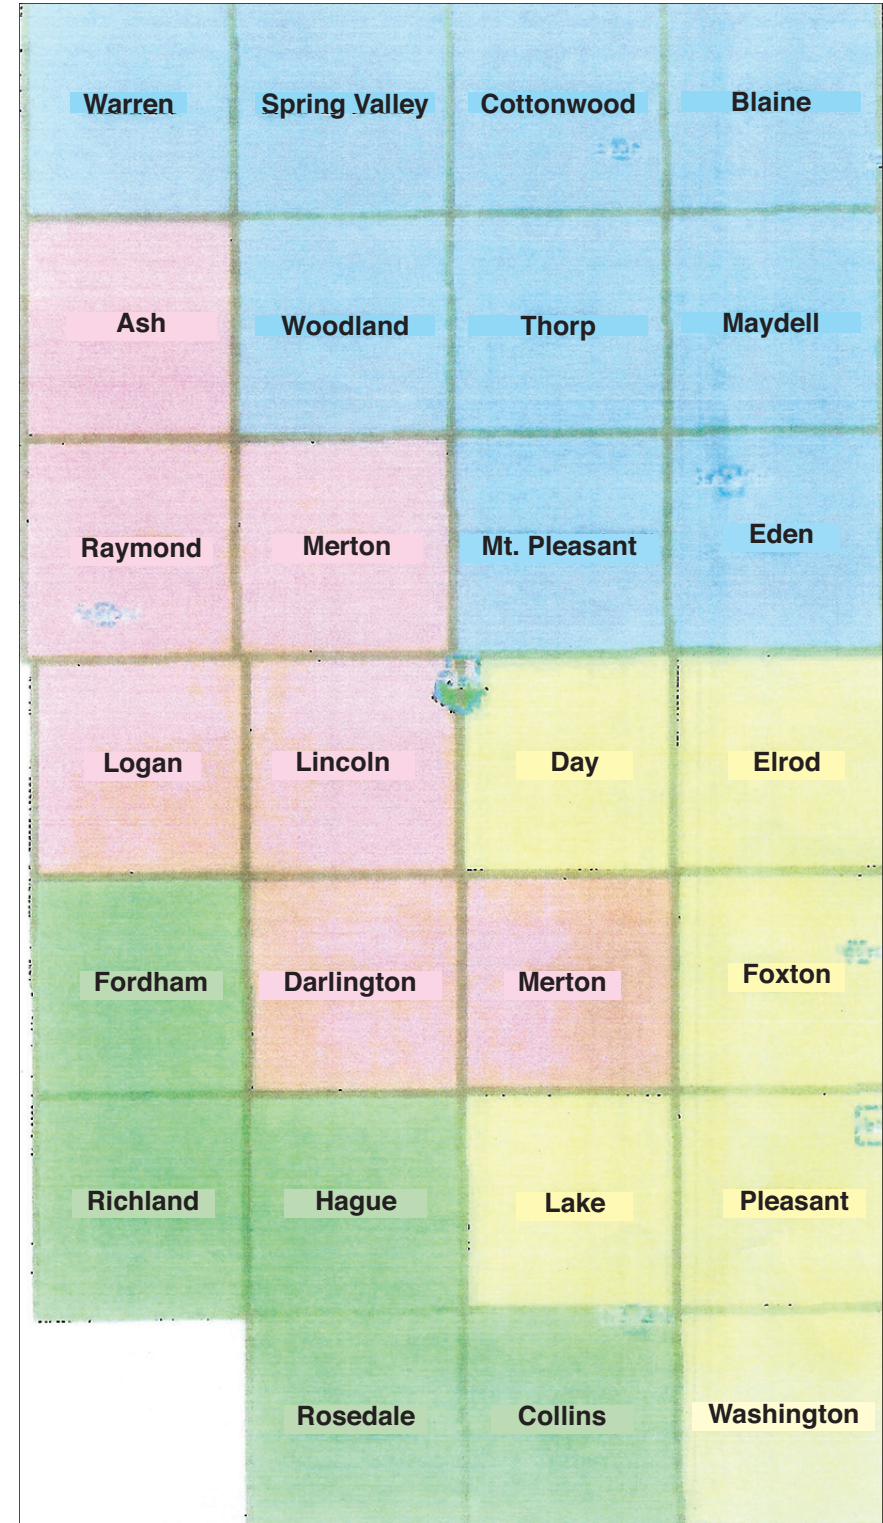 Warren
Spring Valley
Cottonwood
Blaine
Ash
Woodland
Thorp
Maydell
Raymond
Merton
Mt. Pleasant
Eden
Logan
Lincoln
Day
Elrod
Fordham
Darlington
Merton
Foxton
Richland
Hague
Lake
Pleasant
Rosedale
Collins
Washington